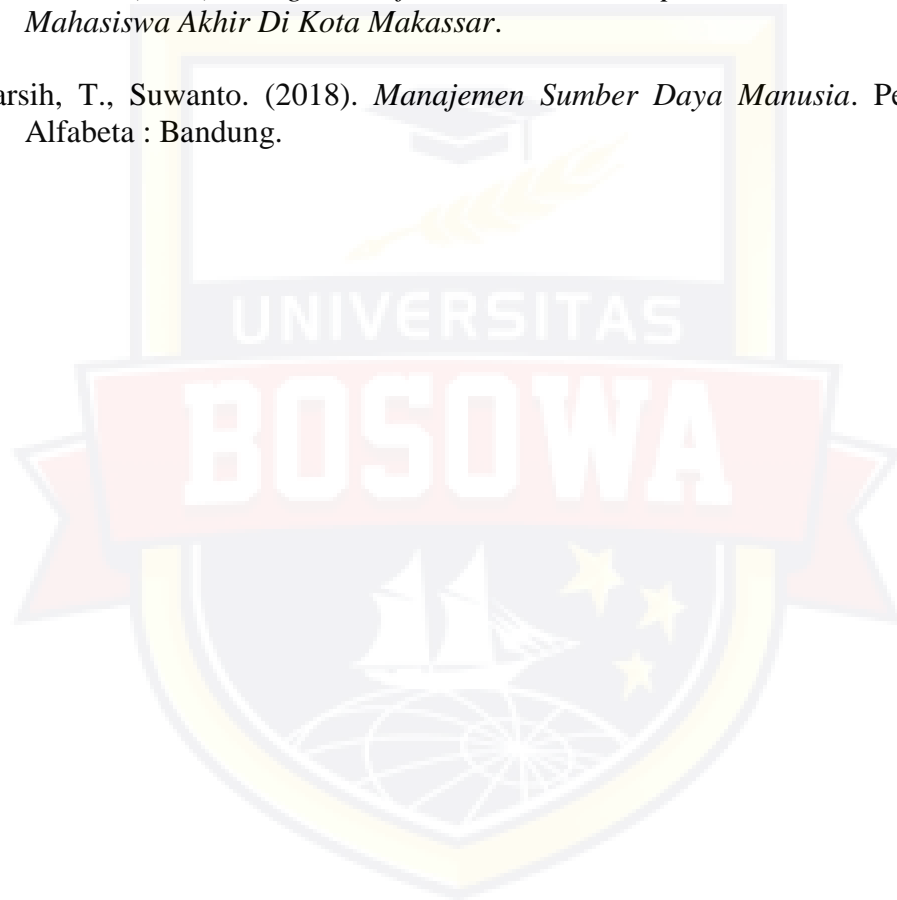 Mahasiswa Akhir Di Kota Makassar.
arsih, T., Suwanto. (2018). Manajemen Sumber Daya Manusia. Pe
Alfabeta : Bandung.
UNIVERSITAS
BOSOWA